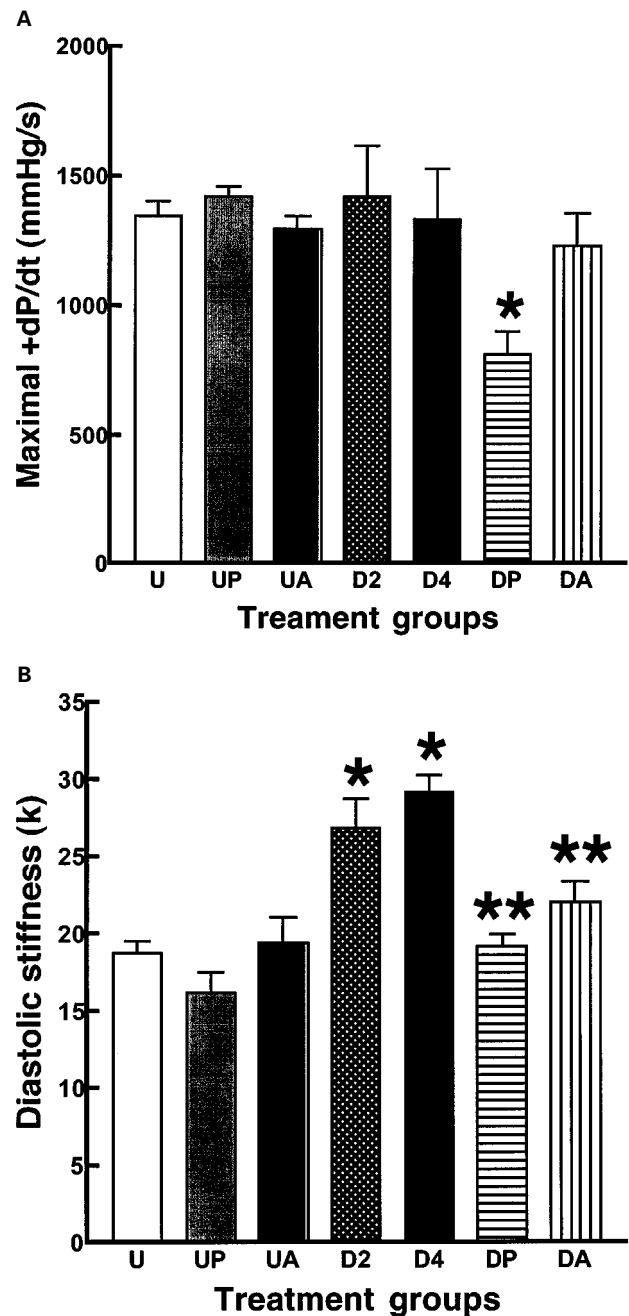 A
Maximal +dP/dt (mmHg/s)
2000
1500
1000
500
0
*
U UP UA D2 D4 DP DA
Treament groups
B
Diastolic stiffness (k)
35
30
25
20
15
10
5
0
* * ** **
U UP UA D2 D4 DP DA
Treatment groups